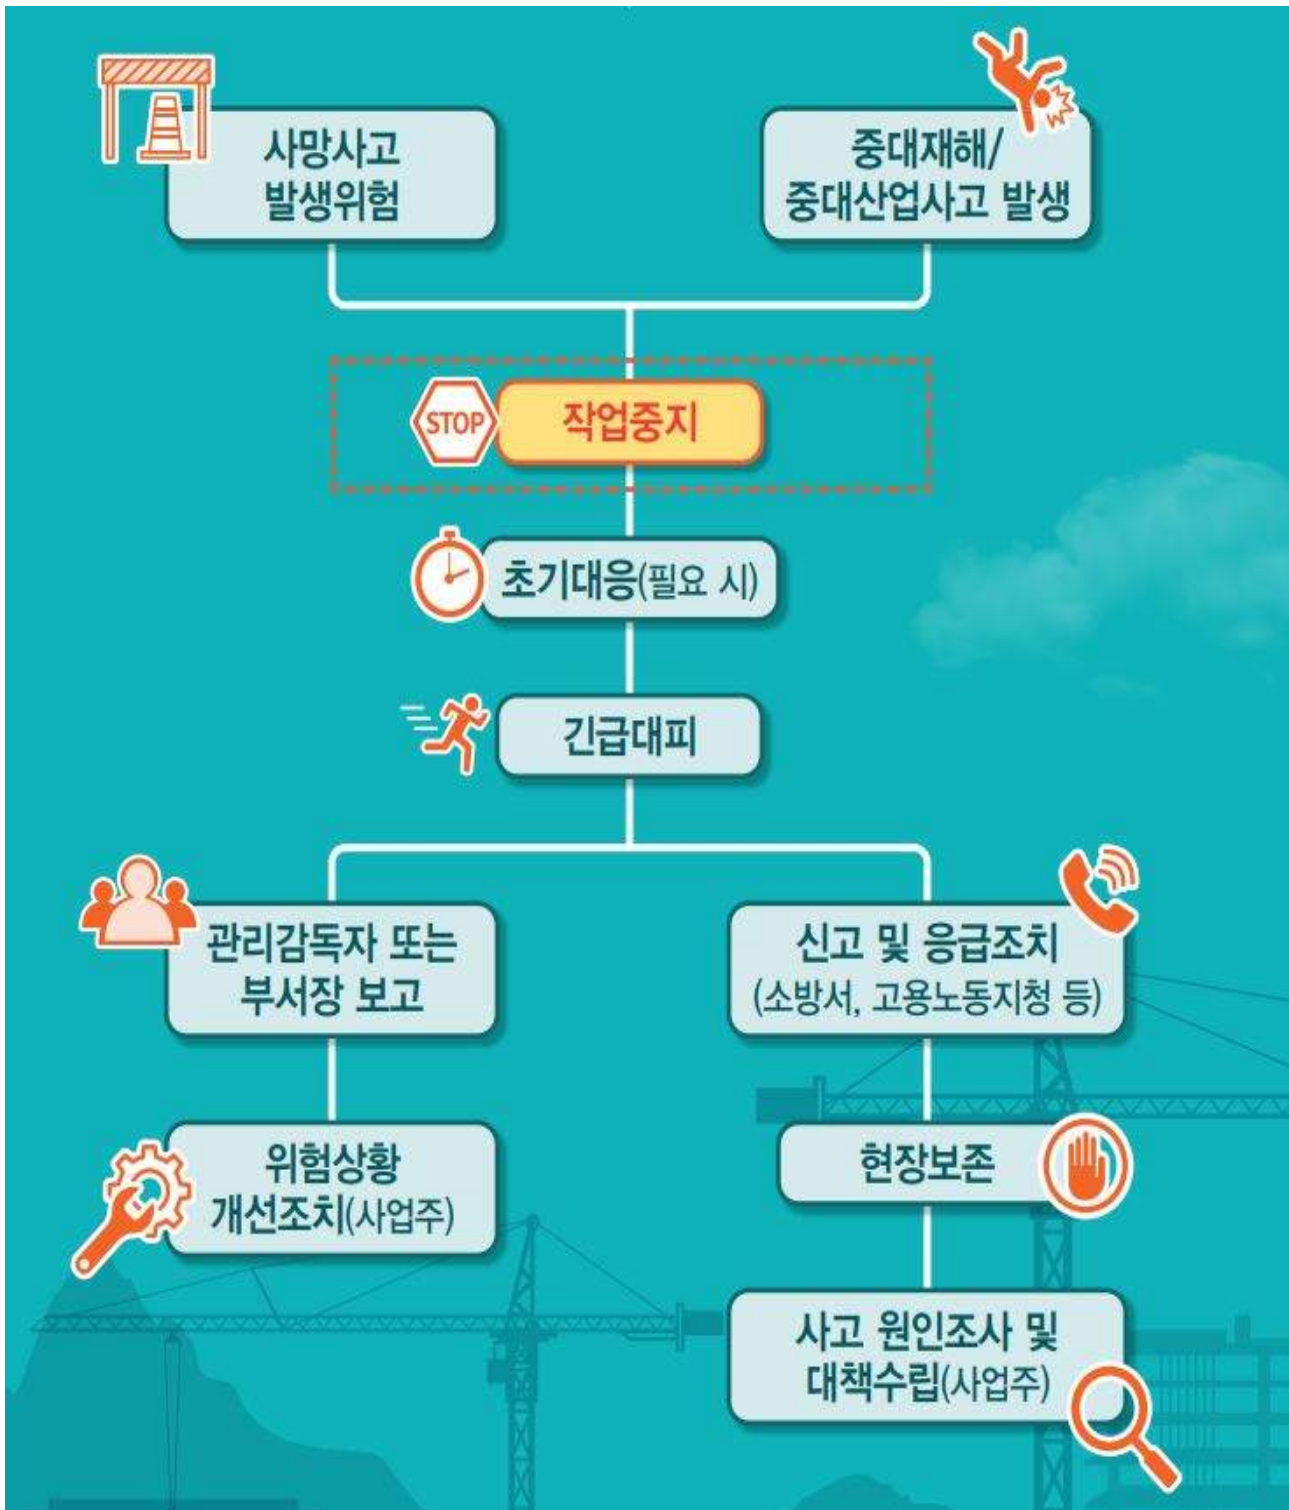 사망사고
발생위험
중대재해/
중대산업사고 발생
STOP
작업중지
초기대응(필요 시)
긴급대피
관리감독자 또는
부서장 보고
위험상황
개선조치(사업주)
신고 및 응급조치
(소방서, 고용노동지청 등)
현장보존
사고 원인조사 및
대책수립(사업주)